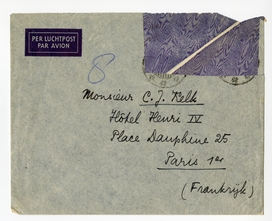 PER LUCHTPOST
PAR AVION
8
Monsieur C. J. Kelk
Hôtel Henri IV
Place Dauphine 25
Paris 1er
(Frankrijk)